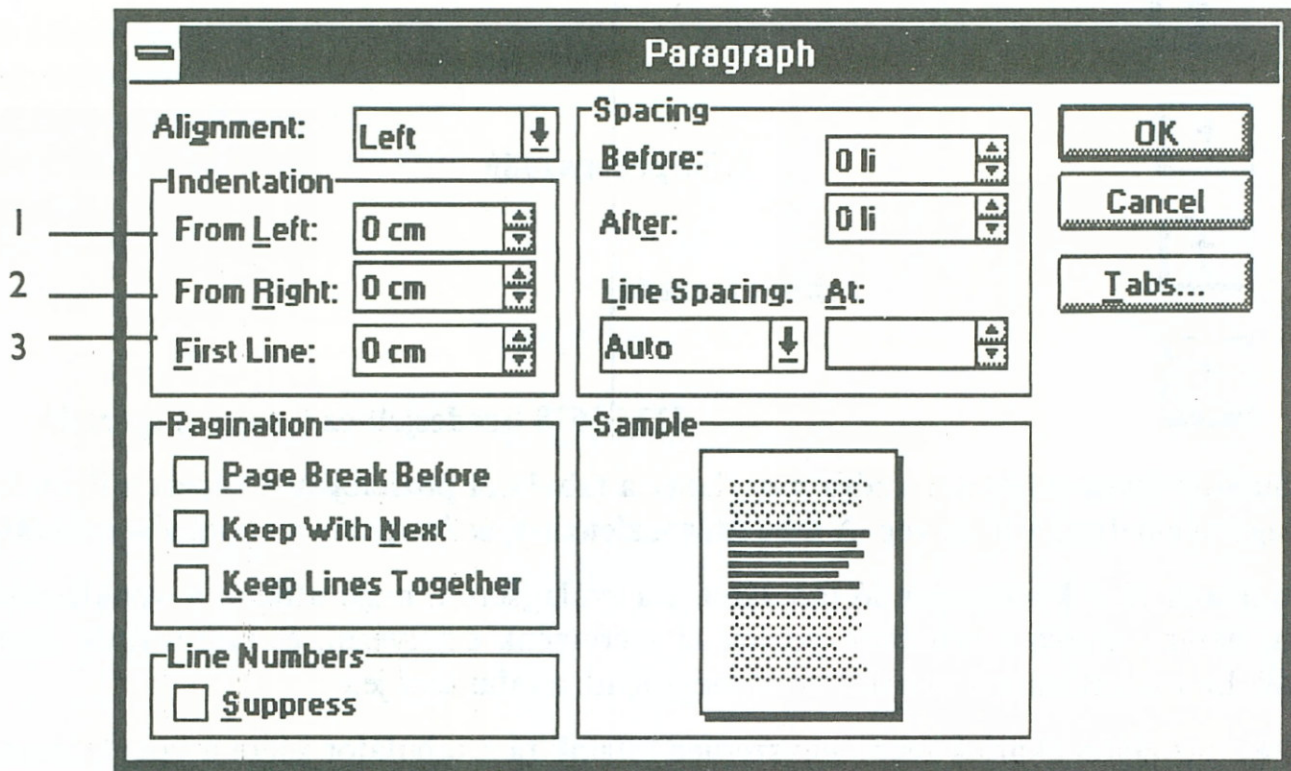 Paragraph
Alignment: Left
Indentation
1 From Left: 0 cm
2 From Right: 0 cm
3 First Line: 0 cm
Spacing
Before: 0 li
After: 0 li
Line Spacing: At:
Auto
OK
Cancel
Tabs...
Pagination
Page Break Before
Keep With Next
Keep Lines Together
Line Numbers
Suppress
Sample